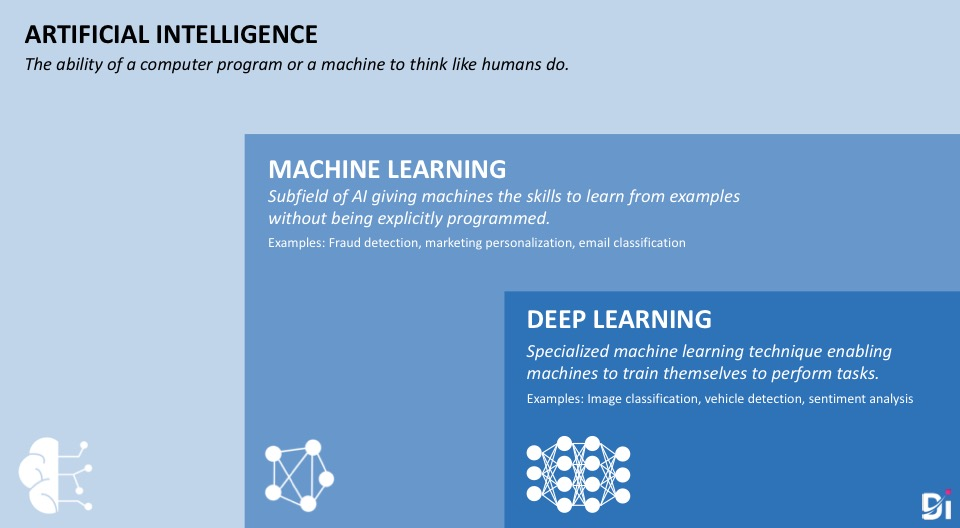 ARTIFICIAL INTELLIGENCE
The ability of a computer program or a machine to think like humans do.
MACHINE LEARNING
Subfield of AI giving machines the skills to learn from examples
without being explicitly programmed.
Examples: Fraud detection, marketing personalization, email classification
DEEP LEARNING
Specialized machine learning technique enabling
machines to train themselves to perform tasks.
Examples: Image classification, vehicle detection, sentiment analysis
Di